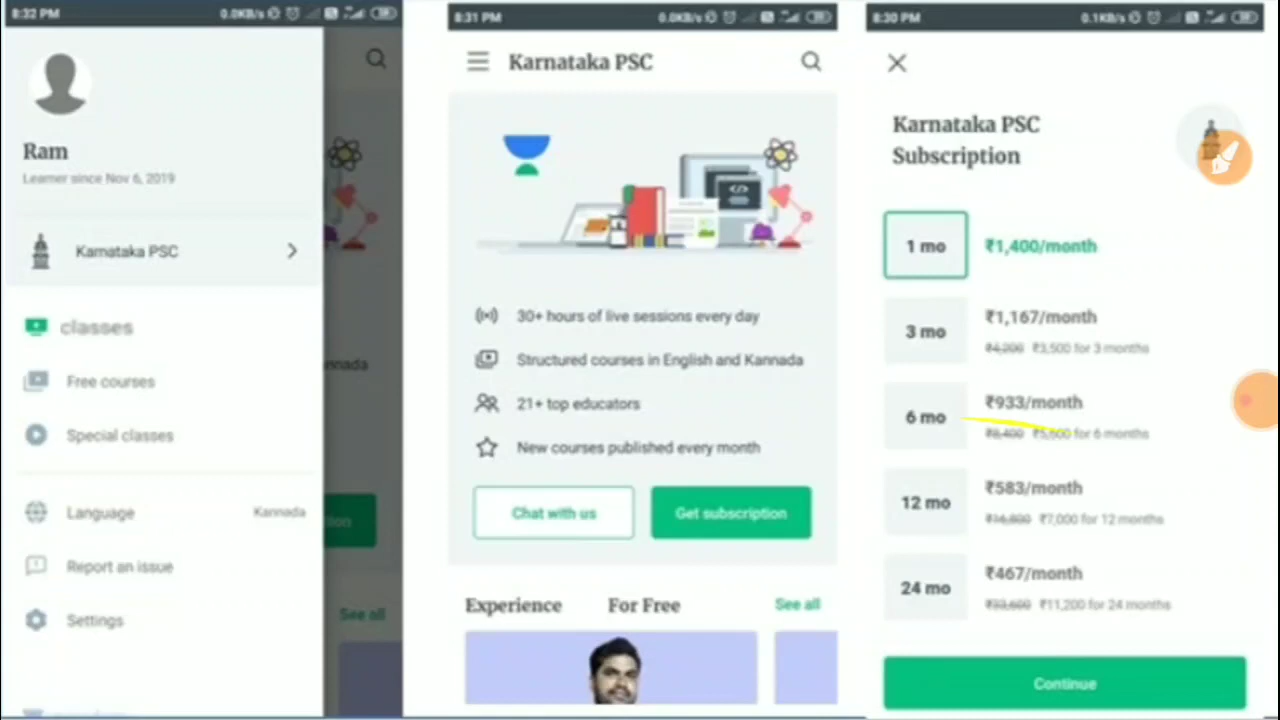 8:32 PM
0.0KB/s
Ram
Learner since Nov 6, 2019
Karnataka PSC
classes
Free courses
Special classes
Language
Kannada
Report an issue
Settings
nnada
See all
8:31 PM
0.0KB/s
Karnataka PSC
30+ hours of live sessions every day
Structured courses in English and Kannada
21+ top educators
New courses published every month
Chat with us
Get subscription
Experience For Free
See all
8:30 PM
0.1KB/s
Karnataka PSC
Subscription
1 mo
₹1,400/month
3 mo
₹1,167/month
₹4,200 ₹3,500 for 3 months
6 mo
₹933/month
₹8,400 ₹5,600 for 6 months
12 mo
₹583/month
₹16,800 ₹7,000 for 12 months
24 mo
₹467/month
₹33,600 ₹11,200 for 24 months
Continue